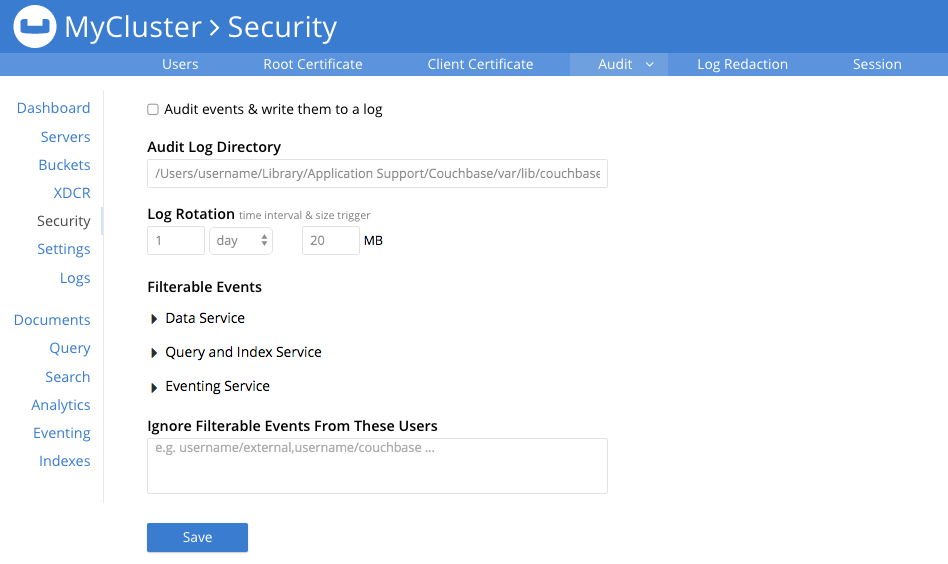 MyCluster > Security
Users Root Certificate Client Certificate Audit Log Redaction Session
Dashboard
Servers
Buckets
XDCR
Security
Settings
Logs
Documents
Query
Search
Analytics
Eventing
Indexes
Audit events & write them to a log
Audit Log Directory
/Users/username/Library/Application Support/Couchbase/var/lib/couchbase
Log Rotation time interval & size trigger
1 day 20 MB
Filterable Events
Data Service
Query and Index Service
Eventing Service
Ignore Filterable Events From These Users
e.g. username/external,username/couchbase ...
Save